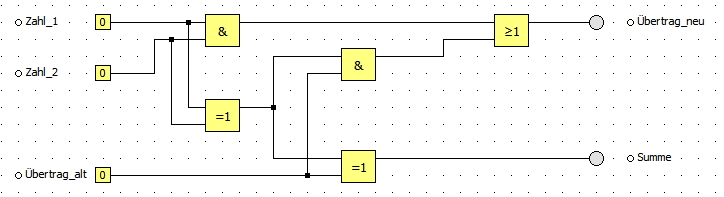 Zahl_1 0 & ≥1 Übertrag_neu
Zahl_2 0 &
=1
Übertrag_alt 0 =1 Summe